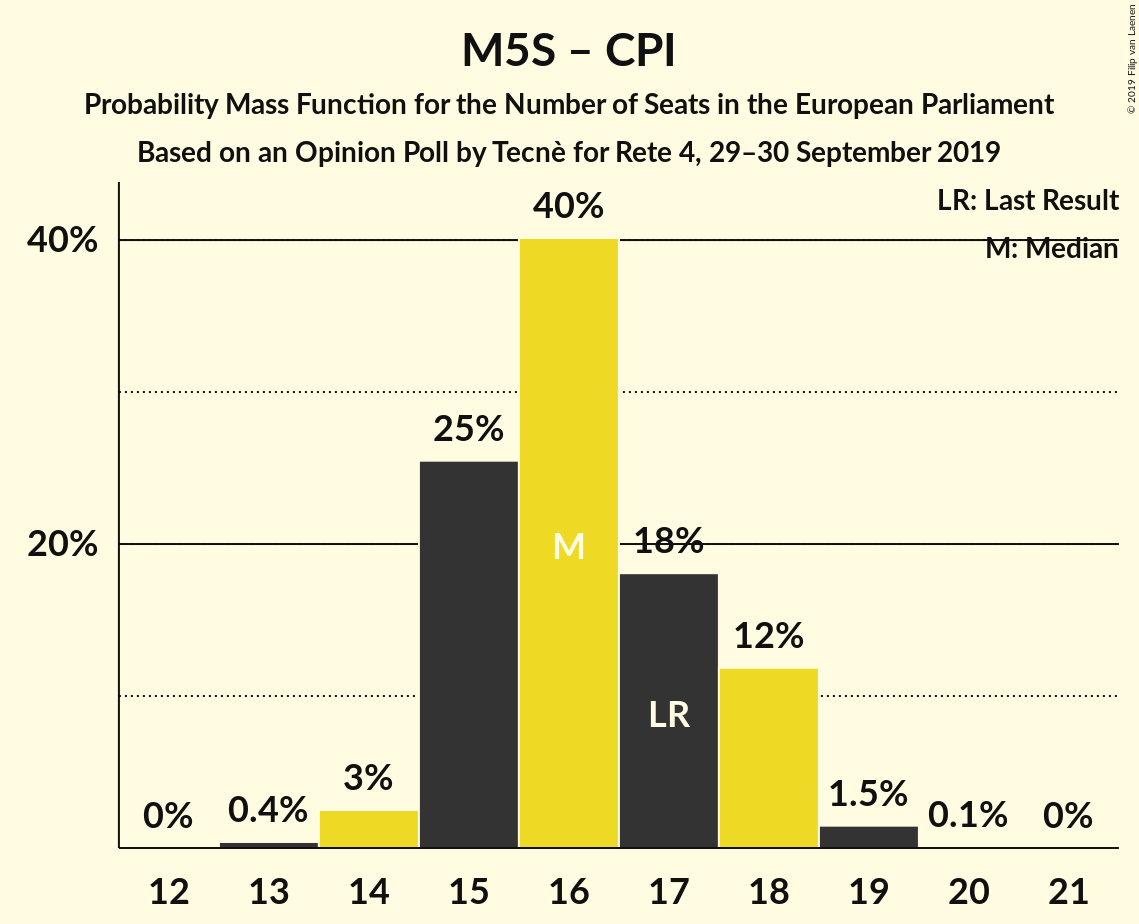 M5S – CPI
Probability Mass Function for the Number of Seats in the European Parliament
Based on an Opinion Poll by Tecnè for Rete 4, 29–30 September 2019
© 2019 Filip van Laenen
LR: Last Result
M: Median
40%
20%
0%
0.4%
3%
25%
40%
M
18%
LR
12%
1.5%
0.1%
0%
12 13 14 15 16 17 18 19 20 21